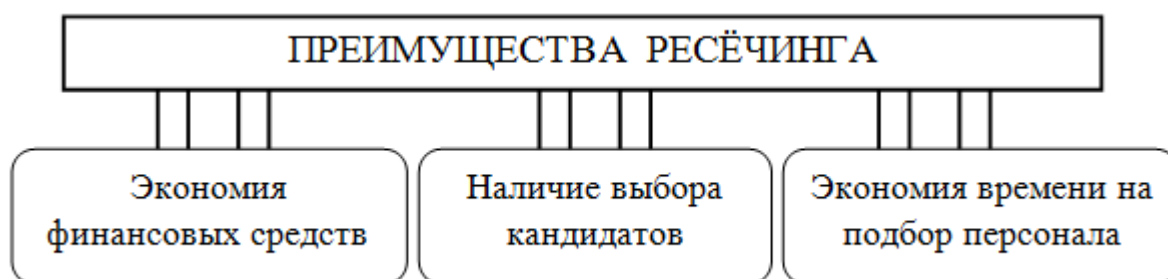 ПРЕИМУЩЕСТВА РЕСЁЧИНГА
Экономия
финансовых средств
Наличие выбора
кандидатов
Экономия времени на
подбор персонала